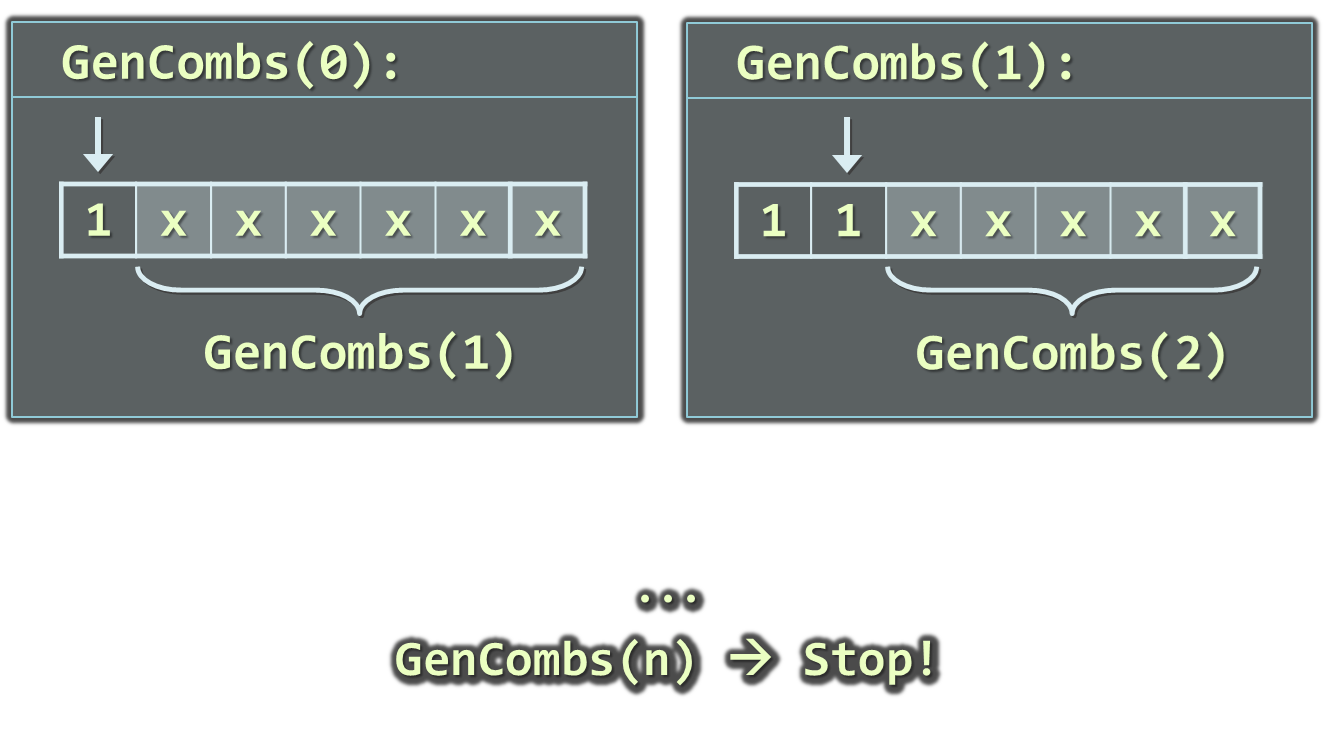 GenCombs(0):
1 x x x x x x
GenCombs(1)
GenCombs(1):
1 1 x x x x x
GenCombs(2)
...
GenCombs(n) → Stop!